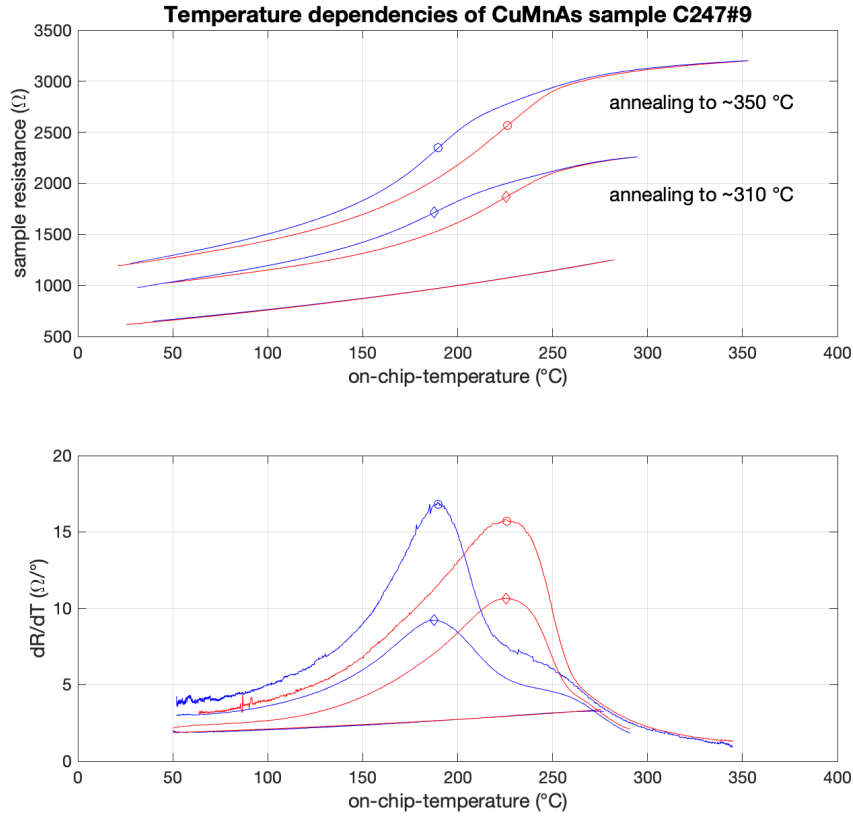 Temperature dependencies of CuMnAs sample C247#9
3500
3000
2500
2000
1500
1000
500
sample resistance (Ω)
annealing to ~350 °C
annealing to ~310 °C
0 50 100 150 200 250 300 350 400
on-chip-temperature (°C)
20
15
10
5
0
dR/dT (Ω/°)
0 50 100 150 200 250 300 350 400
on-chip-temperature (°C)